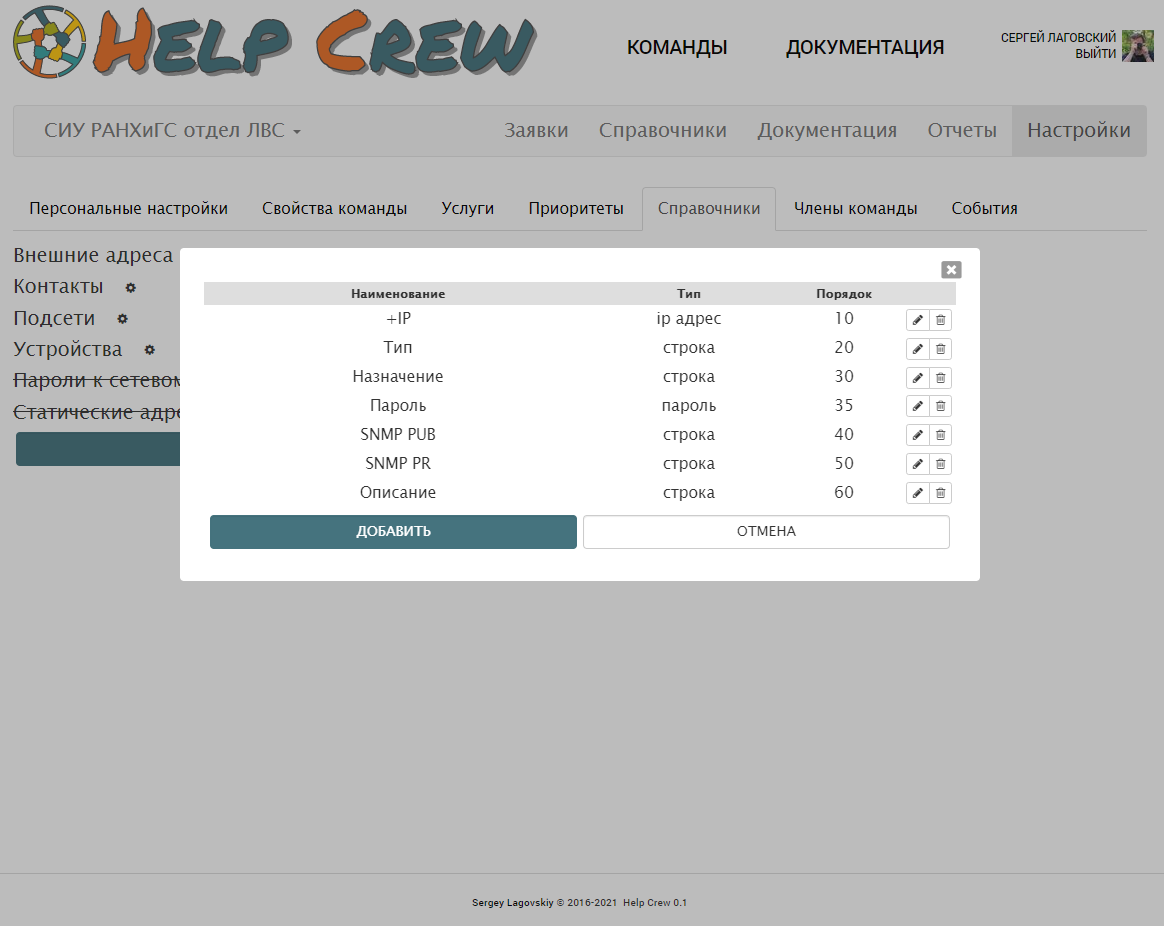 HELP CREW
КОМАНДЫ ДОКУМЕНТАЦИЯ
СЕРГЕЙ ЛАГОВСКИЙ
ВЫЙТИ
СИУ РАНХиГС отдел ЛВС Заявки Справочники Документация Отчеты Настройки
Персональные настройки Свойства команды Услуги Приоритеты Справочники Члены команды События
Внешние адреса
Контакты
Подсети
Устройства
Пароли к сетевом
Статические адре
Наименование Тип Порядок
+IP ip адрес 10
Тип строка 20
Назначение строка 30
Пароль пароль 35
SNMP PUB строка 40
SNMP PR строка 50
Описание строка 60
ДОБАВИТЬ ОТМЕНА
Sergey Lagovskiy © 2016-2021 Help Crew 0.1